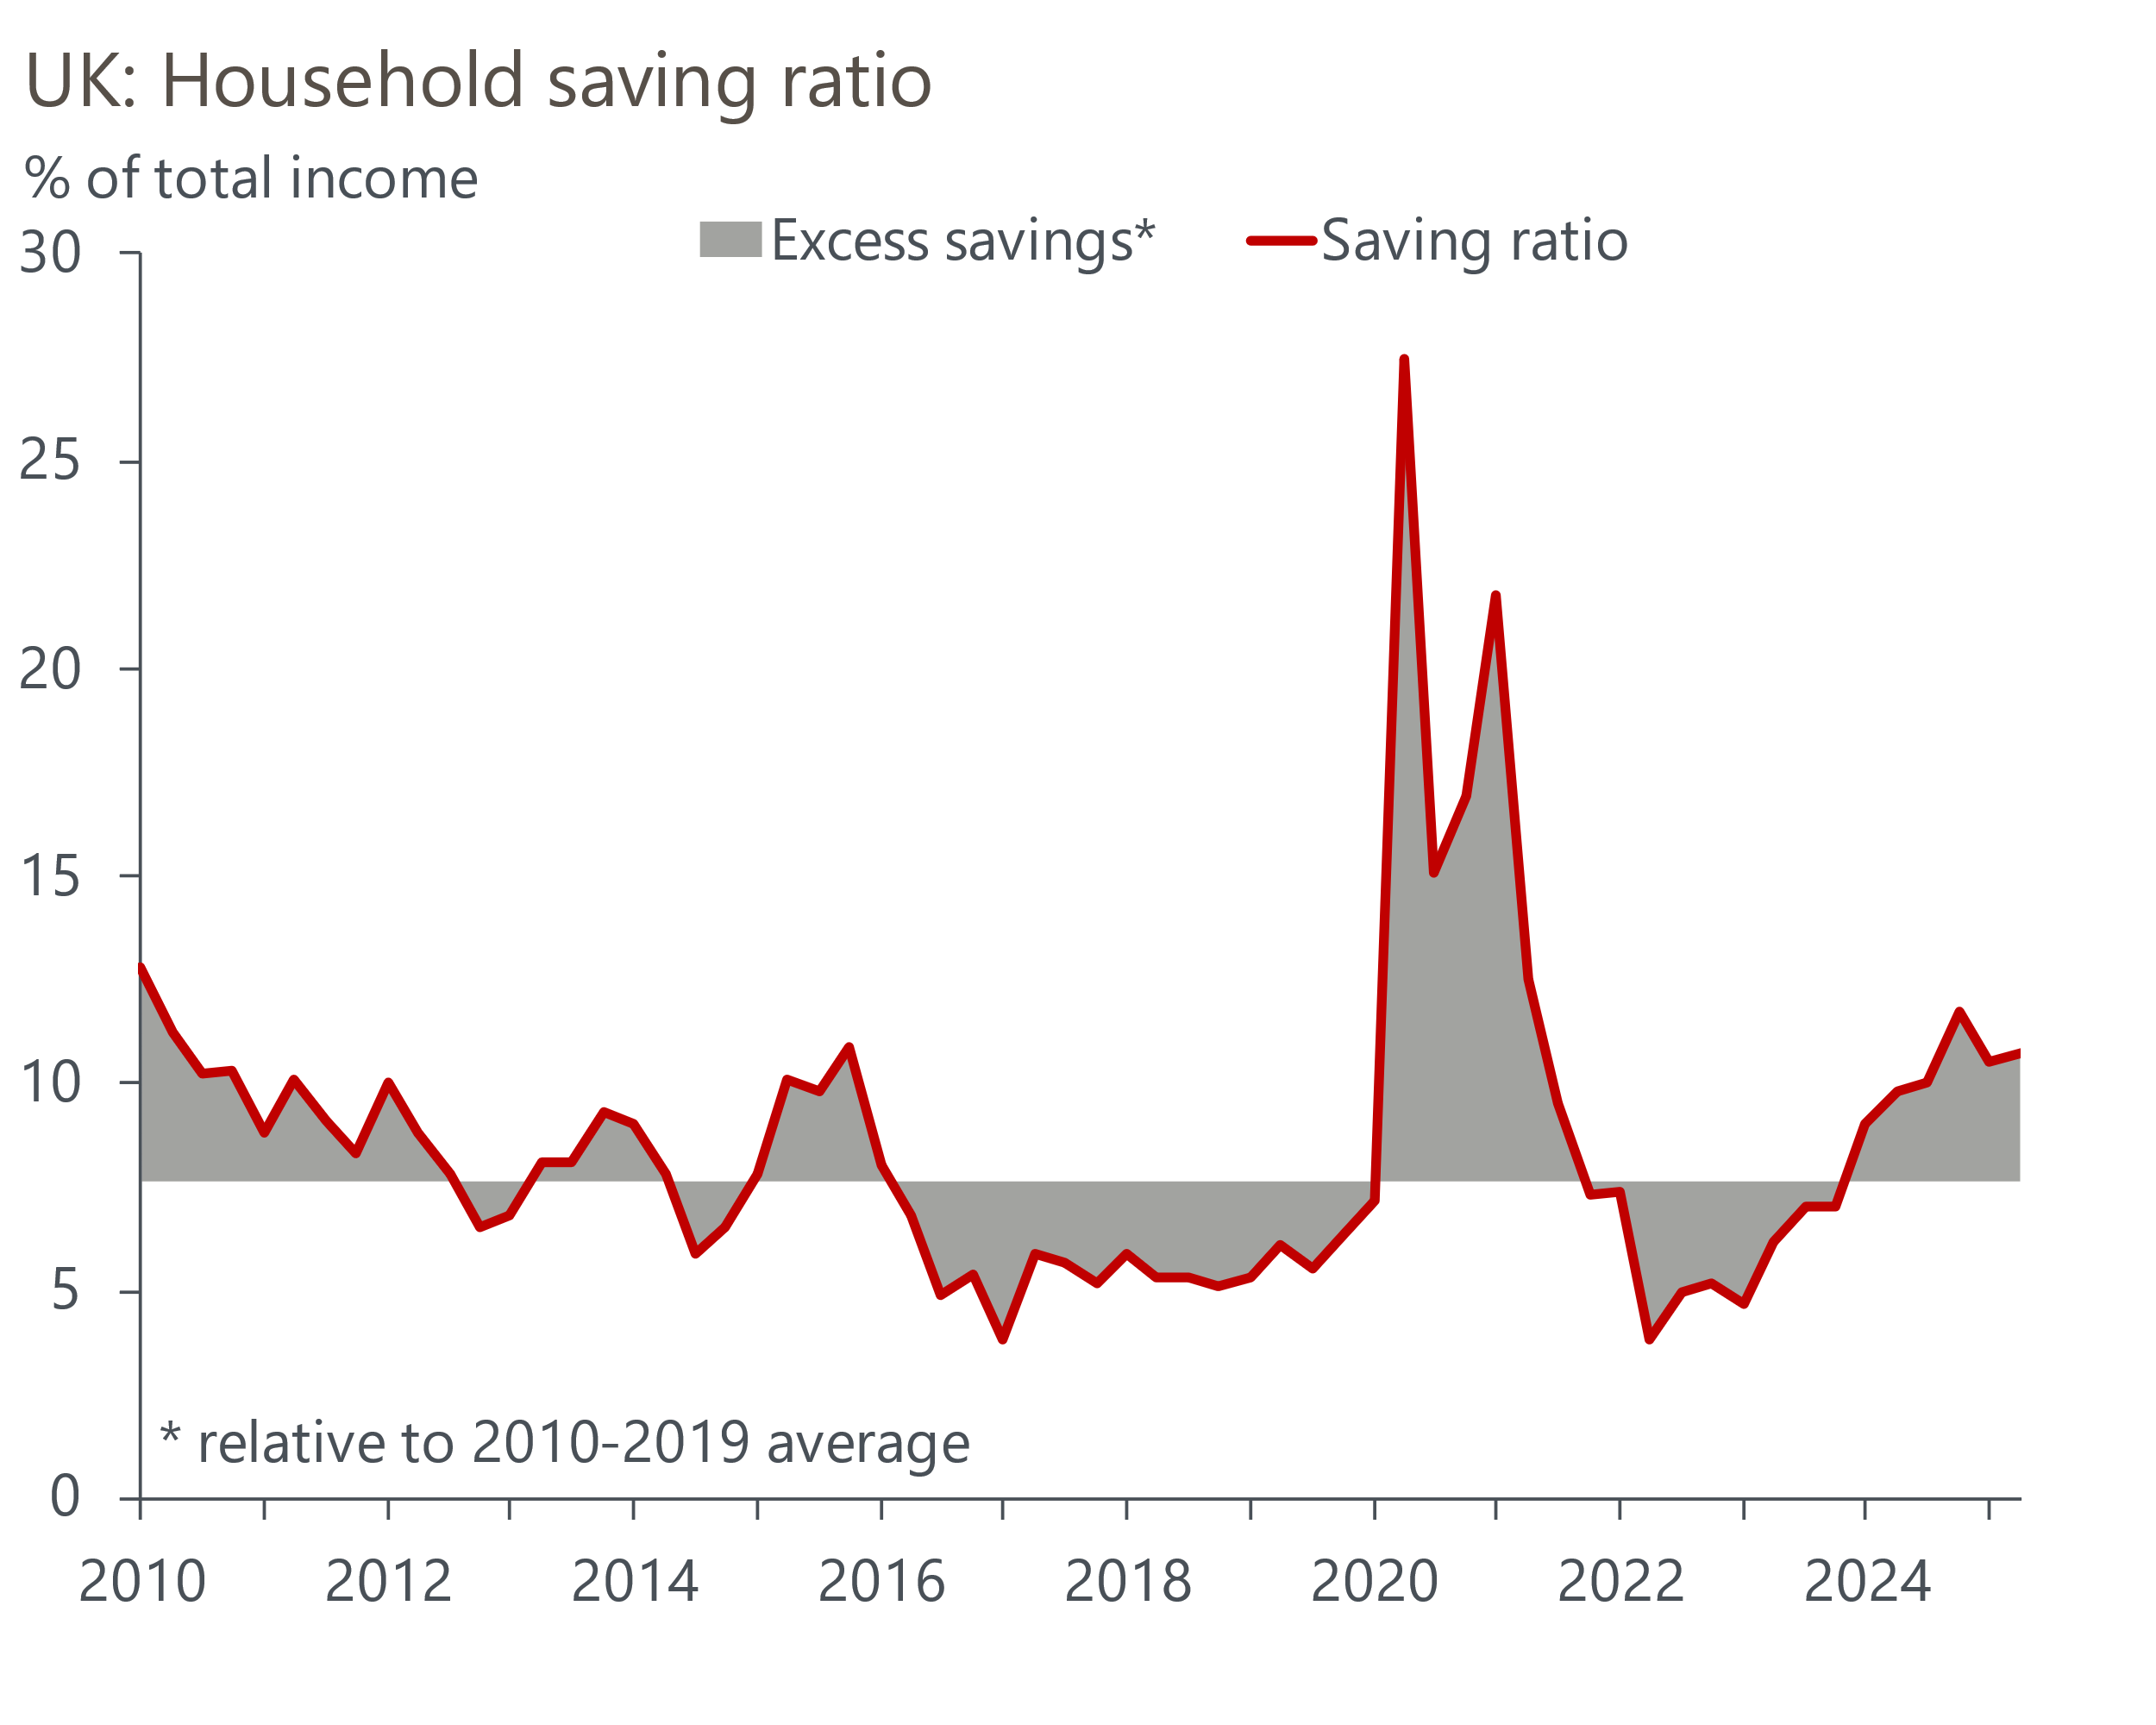 UK: Household saving ratio
% of total income
Excess savings* Saving ratio
30
25
20
15
10
5
0
* relative to 2010-2019 average
2010 2012 2014 2016 2018 2020 2022 2024